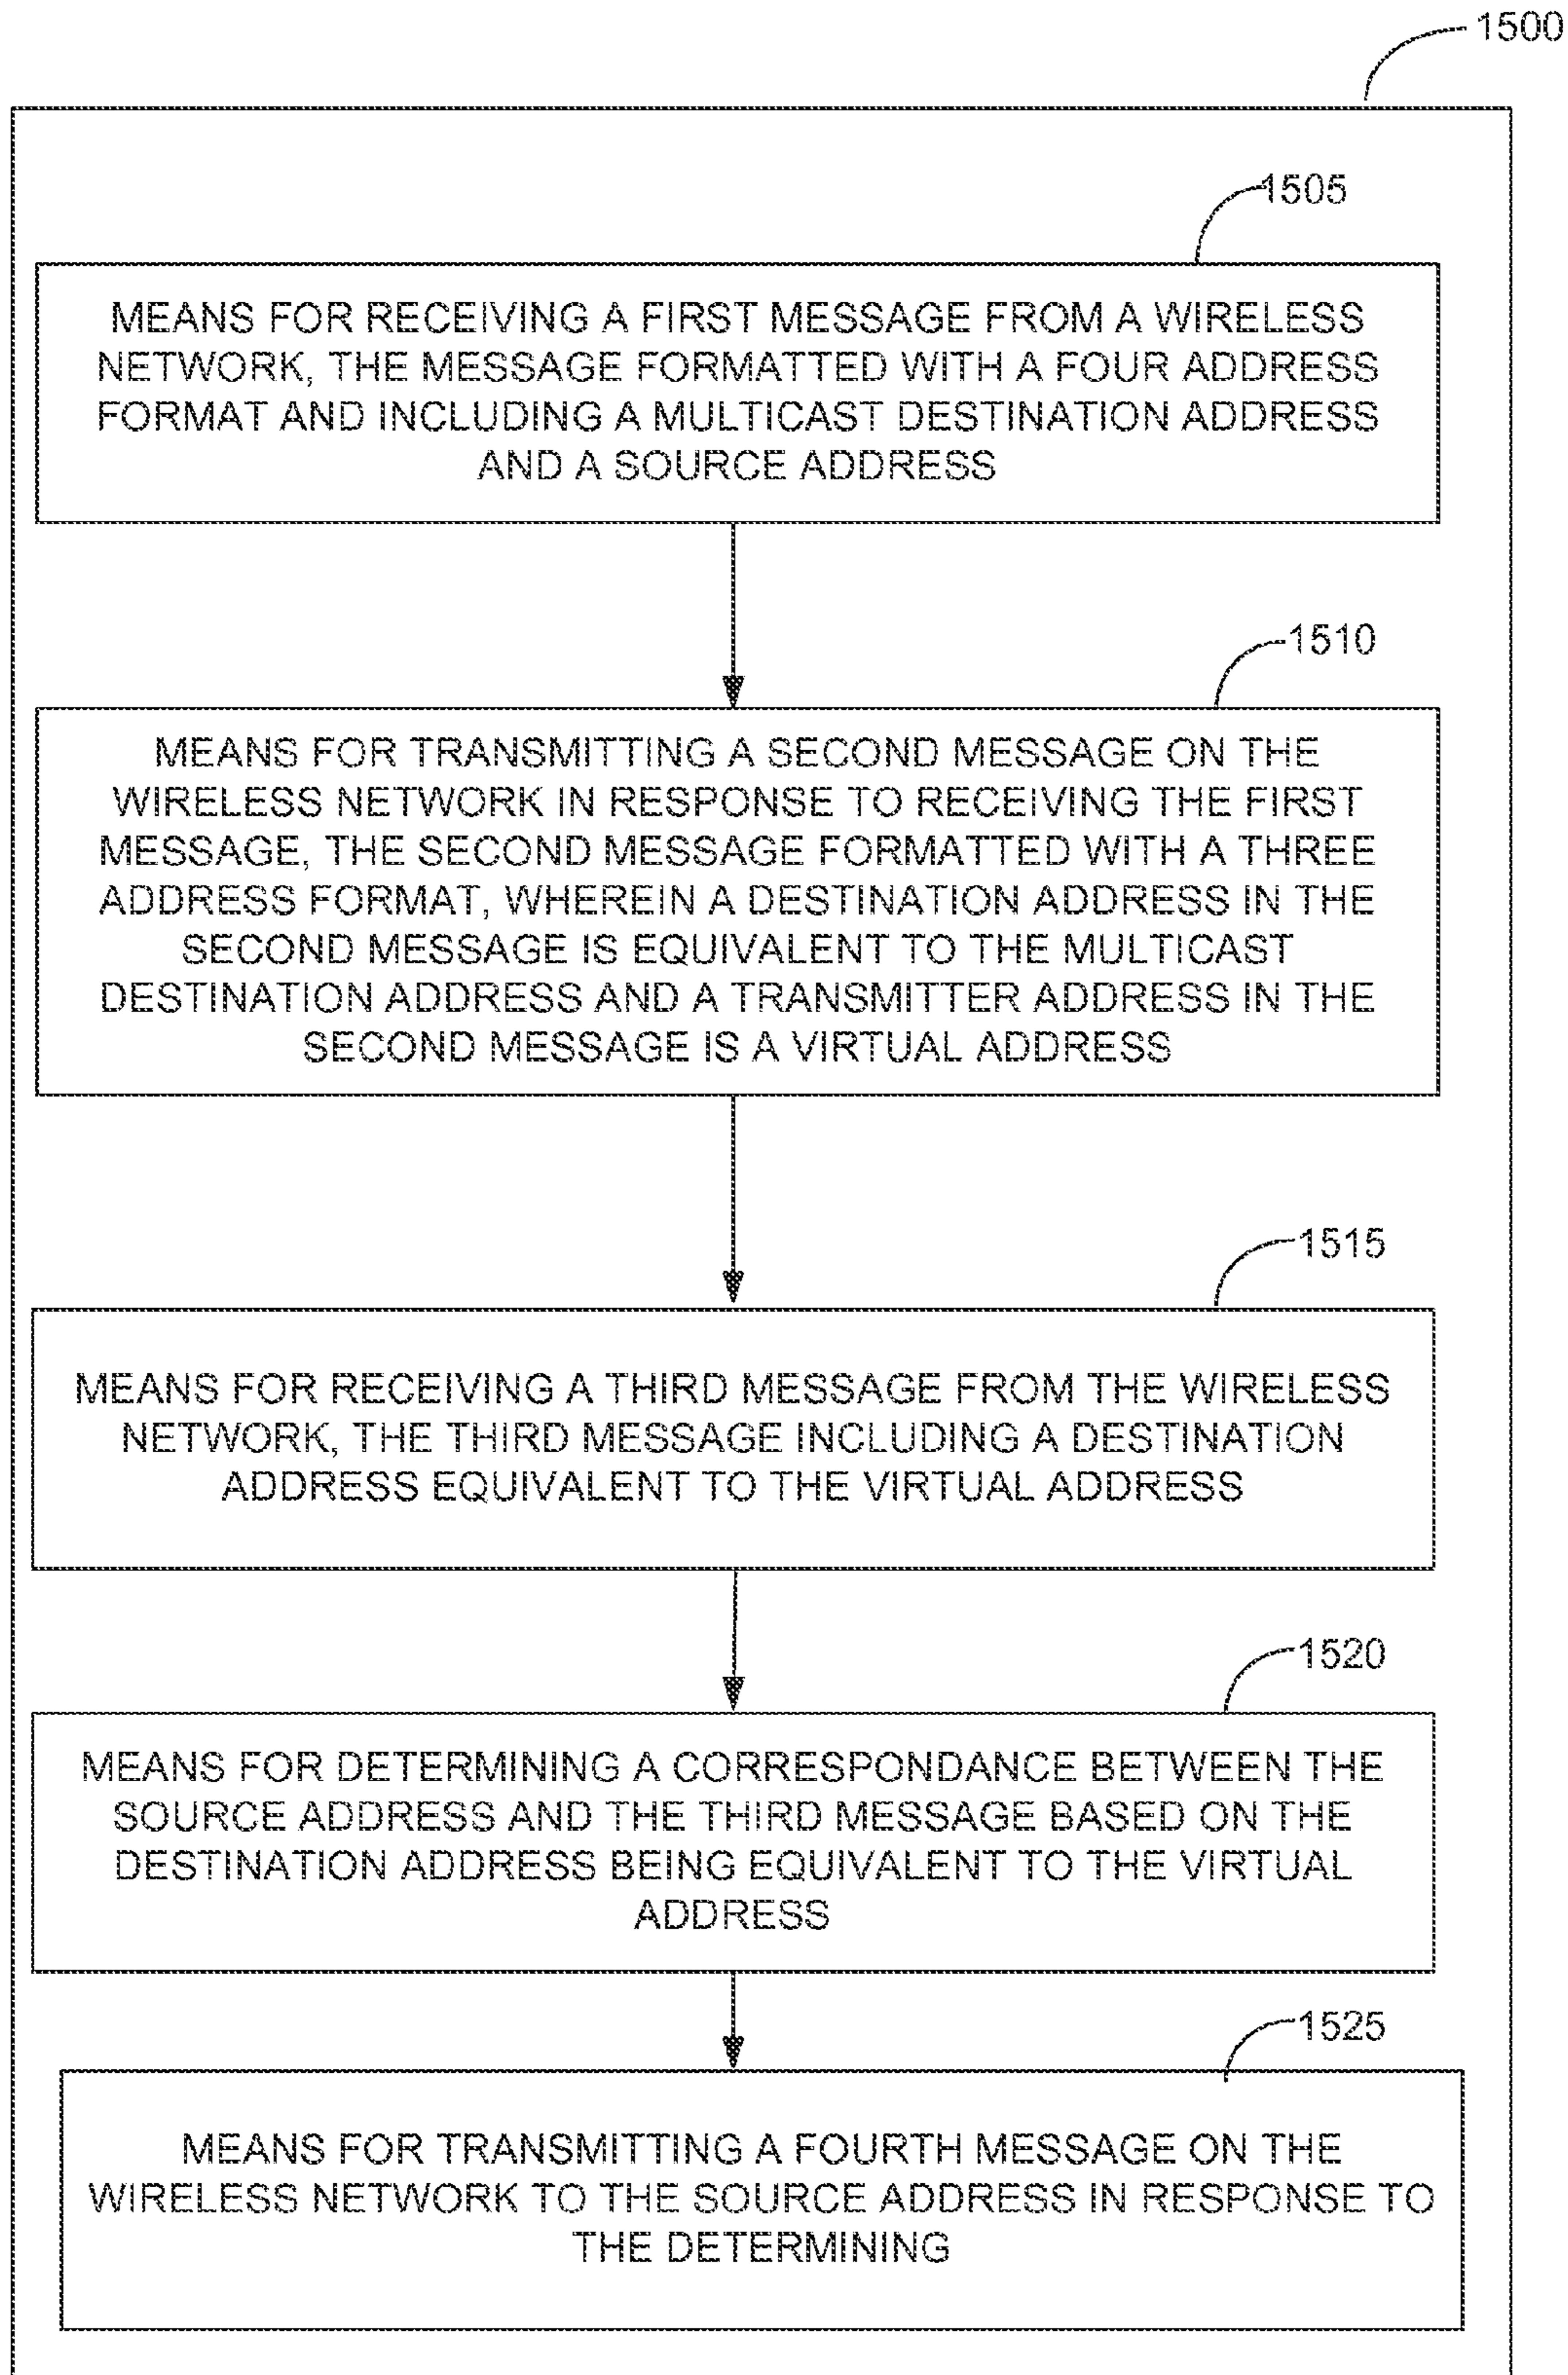 1500
1505
MEANS FOR RECEIVING A FIRST MESSAGE FROM A WIRELESS
NETWORK, THE MESSAGE FORMATTED WITH A FOUR ADDRESS
FORMAT AND INCLUDING A MULTICAST DESTINATION ADDRESS
AND A SOURCE ADDRESS
1510
MEANS FOR TRANSMITTING A SECOND MESSAGE ON THE
WIRELESS NETWORK IN RESPONSE TO RECEIVING THE FIRST
MESSAGE, THE SECOND MESSAGE FORMATTED WITH A THREE
ADDRESS FORMAT, WHEREIN A DESTINATION ADDRESS IN THE
SECOND MESSAGE IS EQUIVALENT TO THE MULTICAST
DESTINATION ADDRESS AND A TRANSMITTER ADDRESS IN THE
SECOND MESSAGE IS A VIRTUAL ADDRESS
1515
MEANS FOR RECEIVING A THIRD MESSAGE FROM THE WIRELESS
NETWORK, THE THIRD MESSAGE INCLUDING A DESTINATION
ADDRESS EQUIVALENT TO THE VIRTUAL ADDRESS
1520
MEANS FOR DETERMINING A CORRESPONDANCE BETWEEN THE
SOURCE ADDRESS AND THE THIRD MESSAGE BASED ON THE
DESTINATION ADDRESS BEING EQUIVALENT TO THE VIRTUAL
ADDRESS
1525
MEANS FOR TRANSMITTING A FOURTH MESSAGE ON THE
WIRELESS NETWORK TO THE SOURCE ADDRESS IN RESPONSE TO
THE DETERMINING